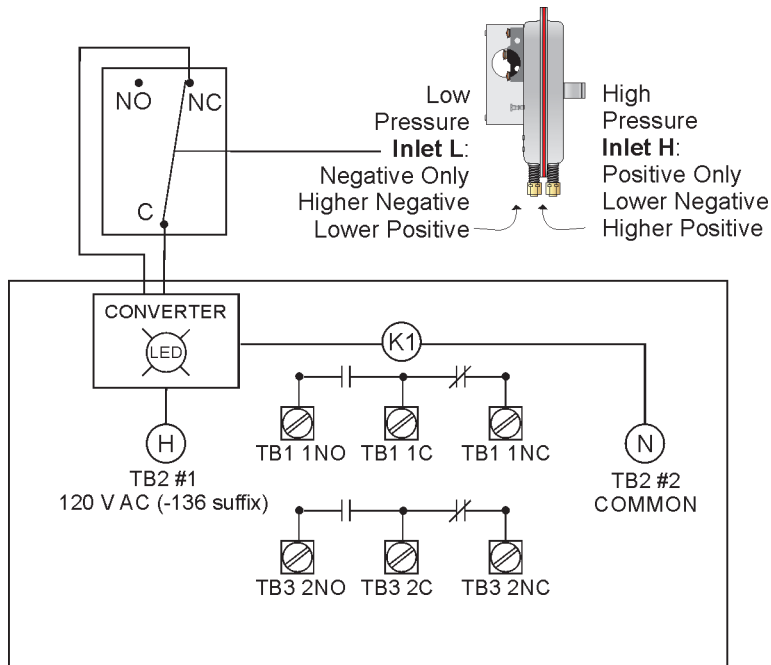 NO
NC
C
Low
Pressure
Inlet L:
Negative Only
Higher Negative
Lower Positive
High
Pressure
Inlet H:
Positive Only
Lower Negative
Higher Positive
CONVERTER
LED
K1
H
TB2 #1
120 V AC (-136 suffix)
TB1 1NO
TB1 1C
TB1 1NC
N
TB2 #2
COMMON
TB3 2NO
TB3 2C
TB3 2NC